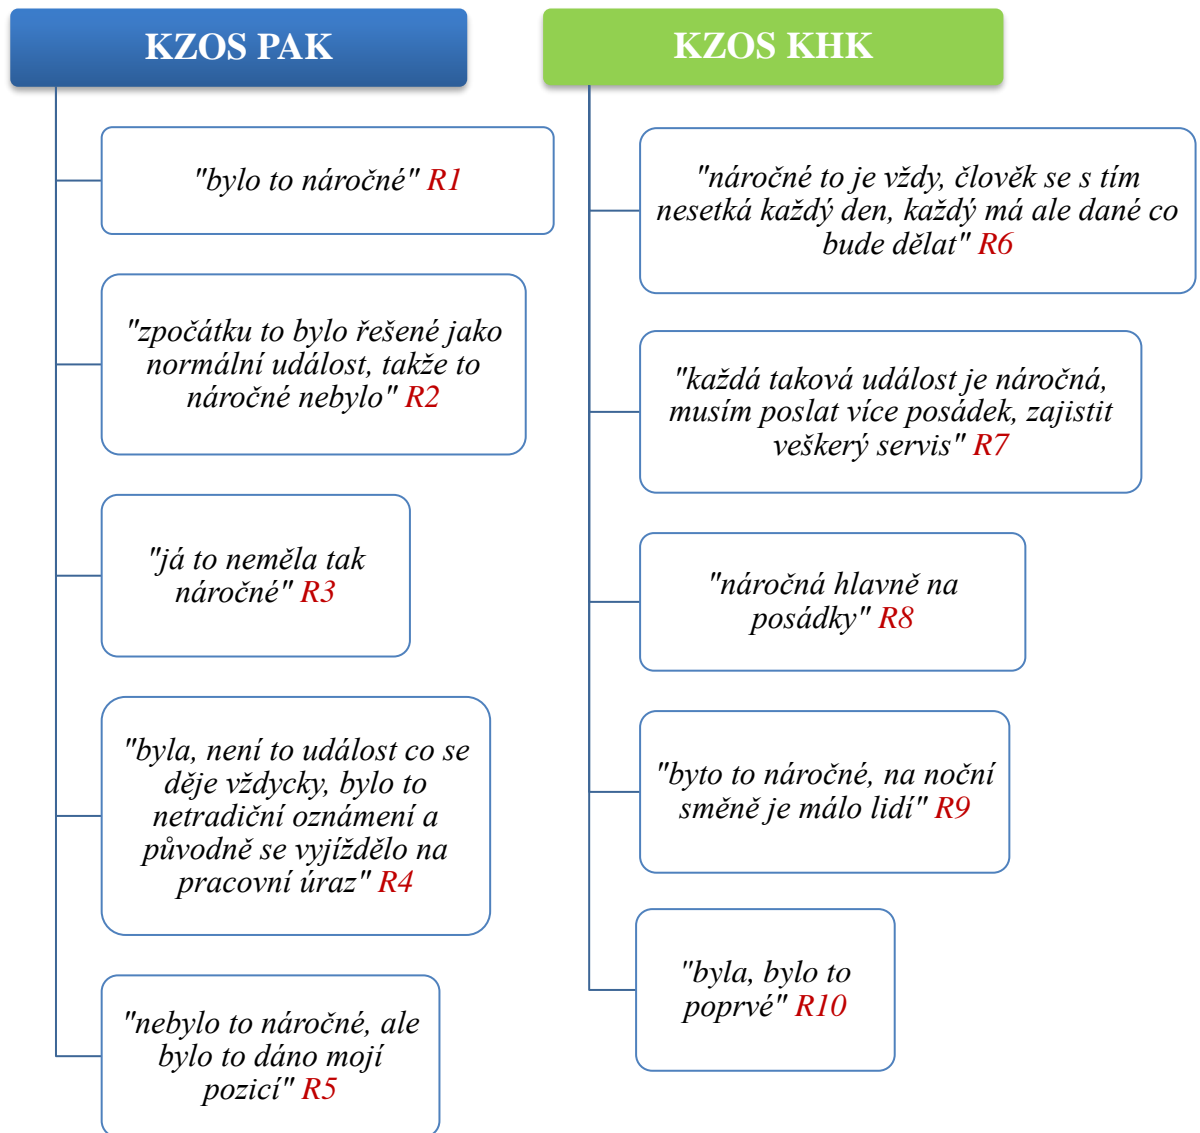 KZOS PAK
"bylo to náročné" R1
"zpočátku to bylo řešené jako
normální událost, takže to
náročné nebylo" R2
"já to neměla tak
náročné" R3
"byla, není to událost co se
děje vždycky, bylo to
netradiční oznámení a
původně se vyjíždělo na
pracovní úraz" R4
"nebylo to náročné, ale
bylo to dáno mojí
pozicí" R5
KZOS KHK
"náročné to je vždy, člověk se s tím
nesetká každý den, každý má ale dané co
bude dělat" R6
"každá taková událost je náročná,
musím poslat více posádek, zajistit
veškerý servis" R7
"náročná hlavně na
posádky" R8
"byto to náročné, na noční
směně je málo lidí" R9
"byla, bylo to
poprvé" R10